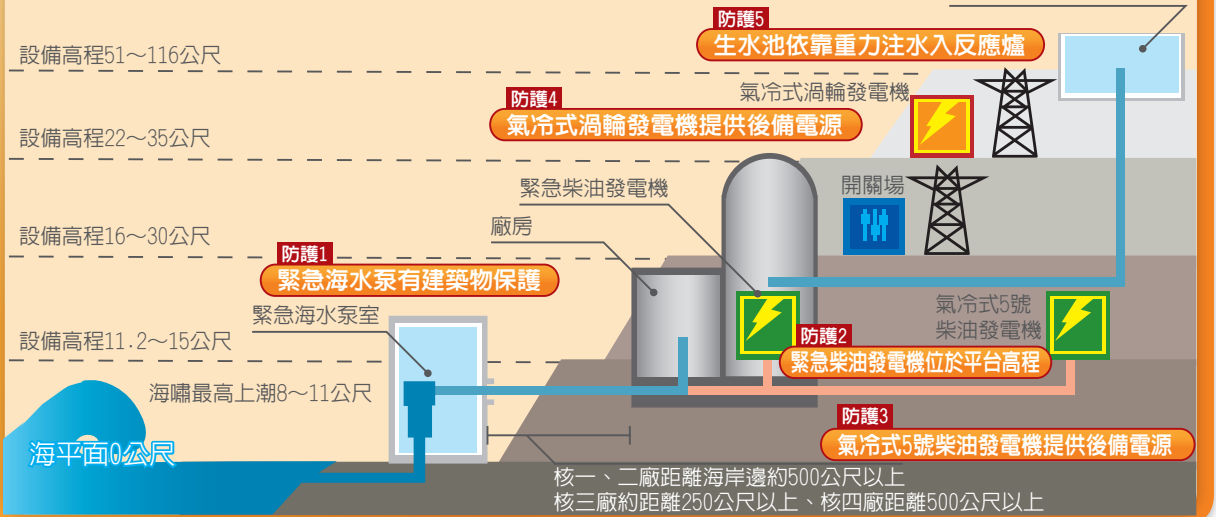 防護5
生水池依靠重力注水入反應爐
設備高程51～116公尺
氣冷式渦輪發電機
防護4
氣冷式渦輪發電機提供後備電源
設備高程22～35公尺
緊急柴油發電機
開關場
廠房
設備高程16～30公尺
防護1
緊急海水泵有建築物保護
緊急海水泵室
氣冷式5號
柴油發電機
設備高程11.2～15公尺
防護2
緊急柴油發電機位於平台高程
海嘯最高上潮8～11公尺
防護3
氣冷式5號柴油發電機提供後備電源
海平面0公尺
核一、二廠距離海岸邊約500公尺以上
核三廠約距離250公尺以上、核四廠距離500公尺以上